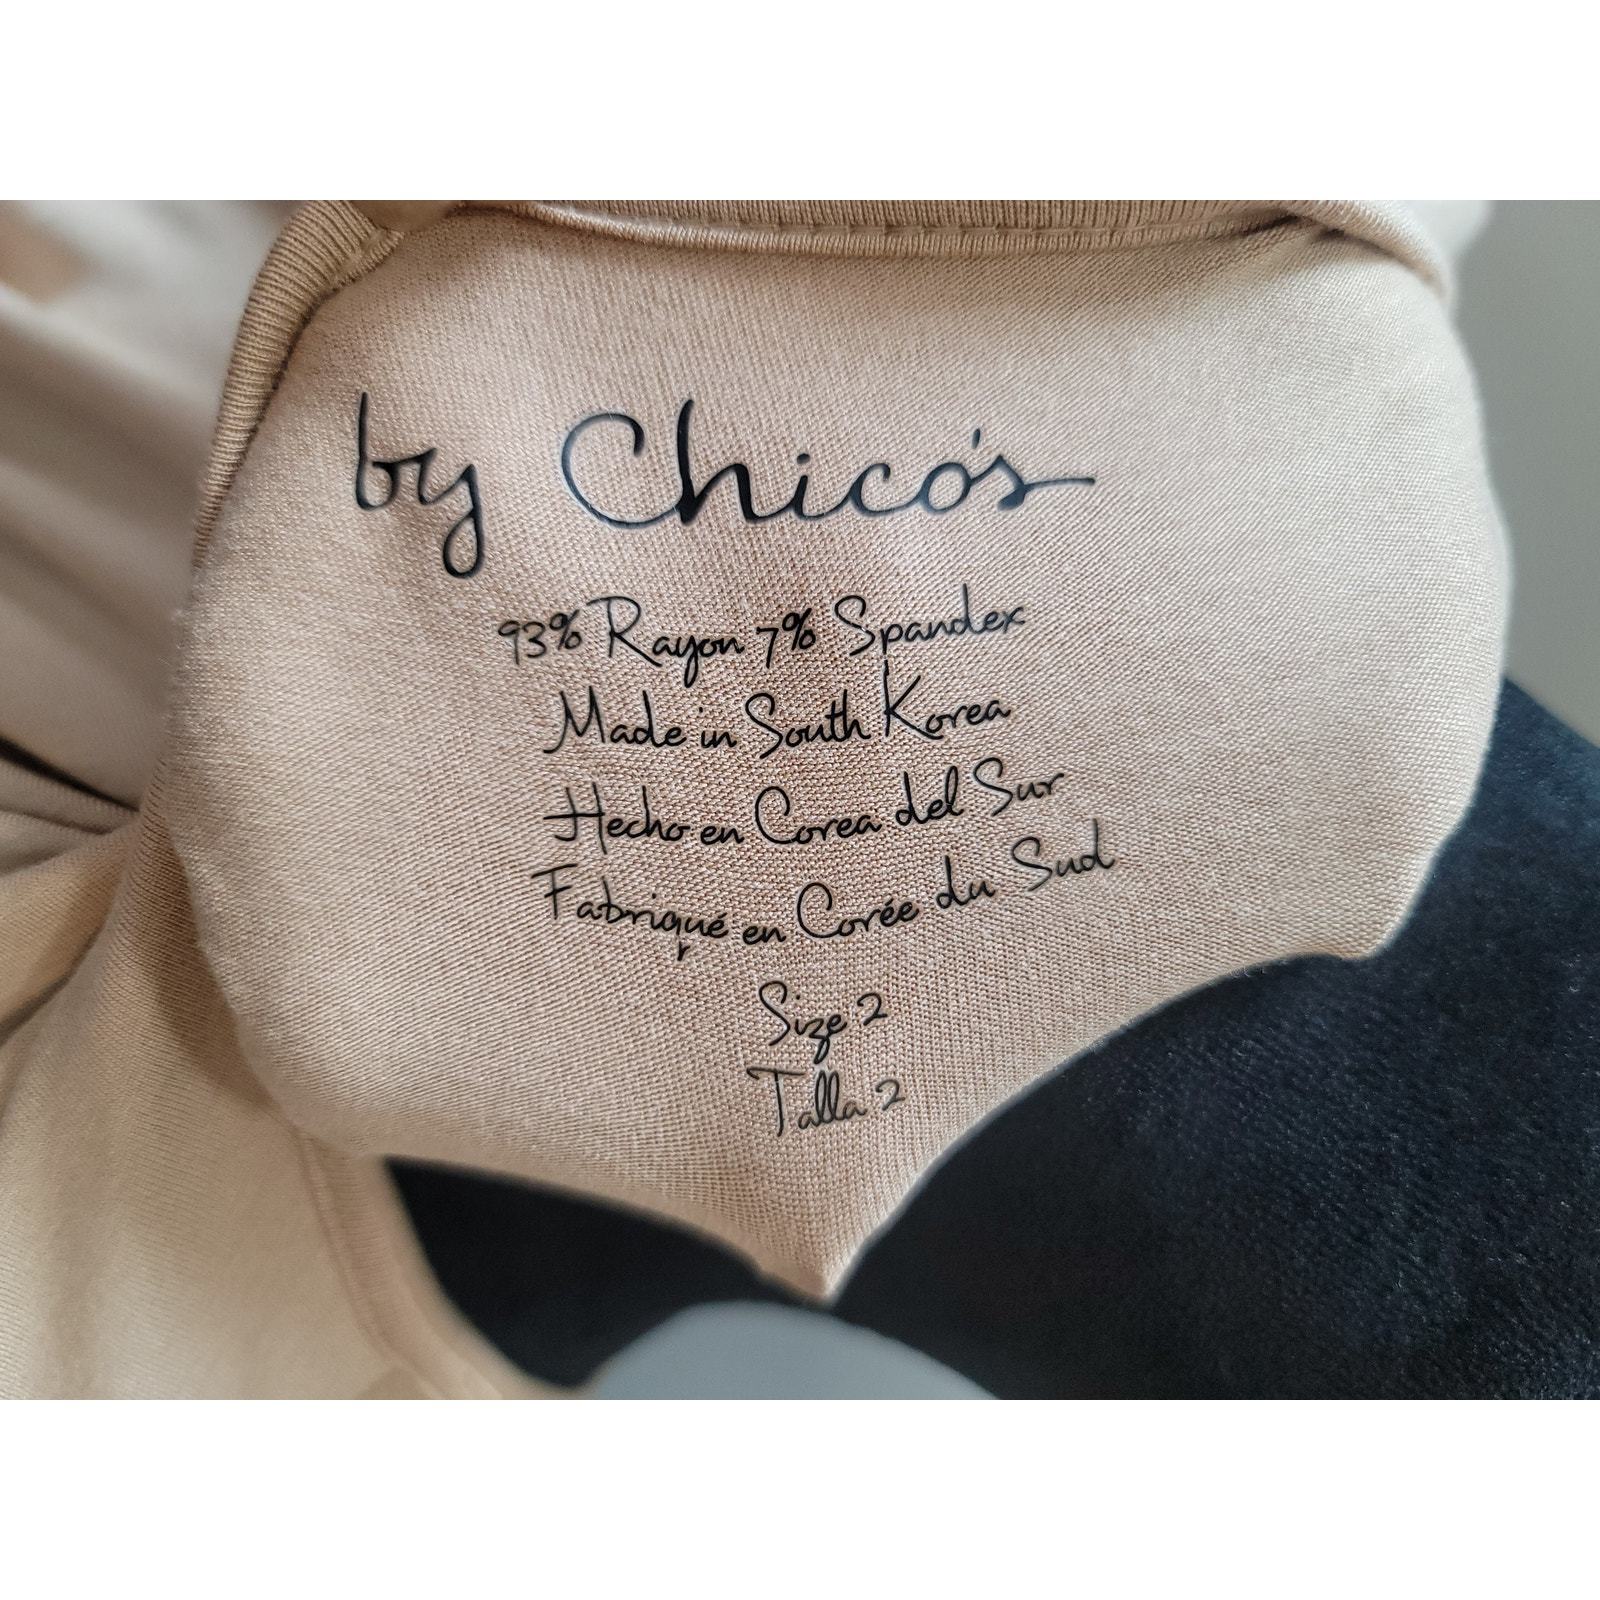 by Chico's
93% Rayon 7% Spandex
Made in South Korea
Hecho en Corea del Sur
Fabriqué en Corée du Sud
Size 2
Talla 2